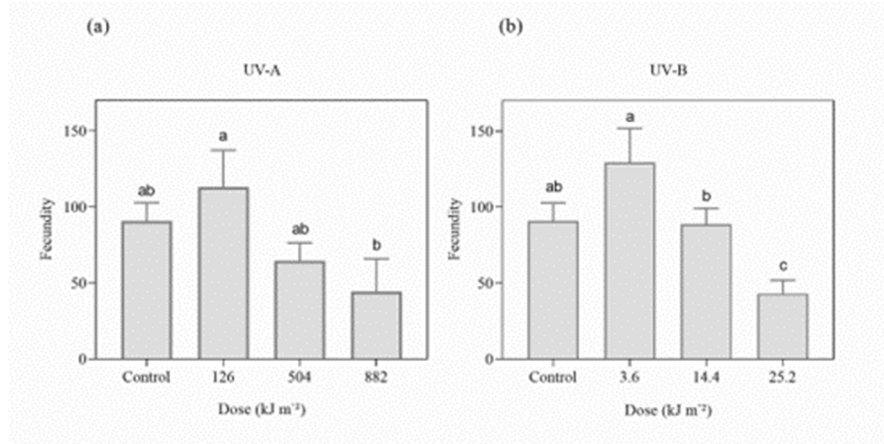 (a)
UV-A
150
100
50
0
Fecundity
ab
a
ab
b
Control 126 504 882
Dose (kJ m⁻²)
(b)
UV-B
150
100
50
0
Fecundity
ab
a
b
c
Control 3.6 14.4 25.2
Dose (kJ m⁻²)